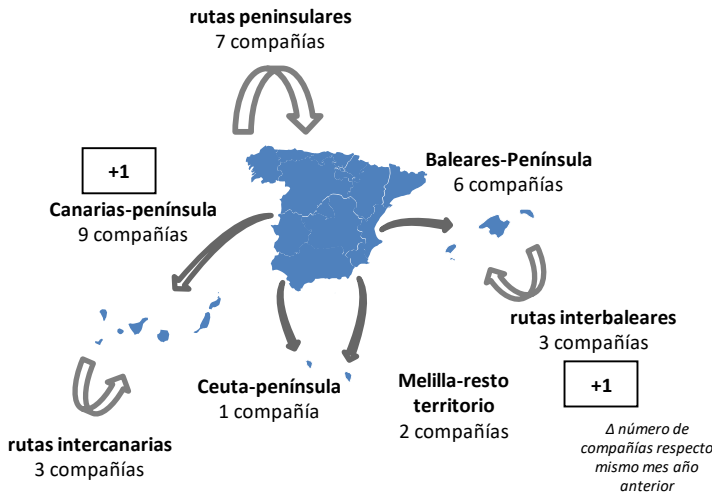 rutas peninsulares
7 compañías
+1
Canarias-península
9 compañías
Baleares-Península
6 compañías
rutas interbaleares
3 compañías
+1
Ceuta-península
1 compañía
Melilla-resto
territorio
2 compañías
rutas intercanarias
3 compañías
Δ número de
compañías respecto
mismo mes año
anterior